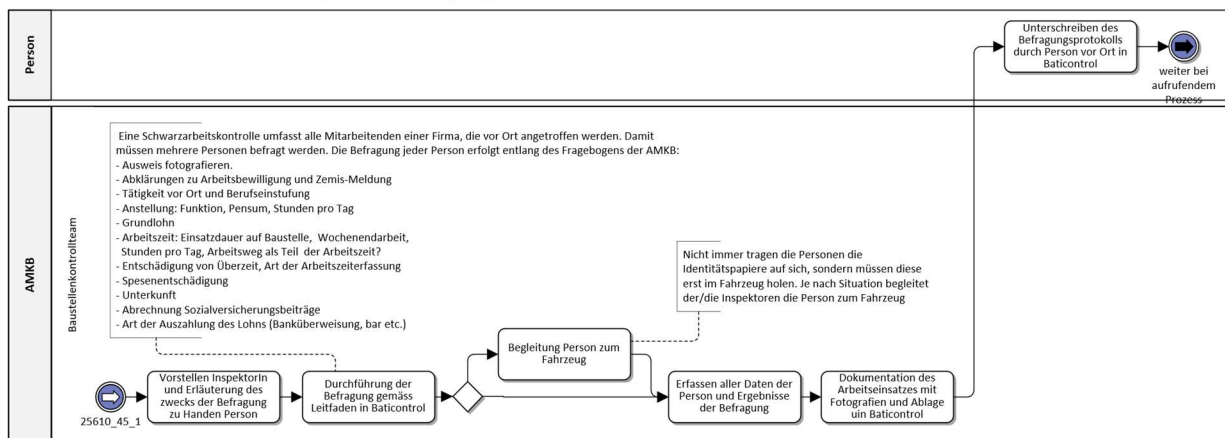 Person
Unterschreiben des
Befragungsprotokolls
durch Person vor Ort in
Baticontrol
weiter bei
aufrufendem
Prozess
AMKB
Baustellenkontrollteam
Eine Schwarzarbeitskontrolle umfasst alle Mitarbeitenden einer Firma, die vor Ort angetroffen werden. Damit
müssen mehrere Personen befragt werden. Die Befragung jeder Person erfolgt entlang des Fragebogens der AMKB:
- Ausweis fotografieren.
- Abklärungen zu Arbeitsbewilligung und Zemis-Meldung
- Tätigkeit vor Ort und Berufseinstufung
- Anstellung: Funktion, Pensum, Stunden pro Tag
- Grundlohn
- Arbeitszeit: Einsatzdauer auf Baustelle, Wochenendarbeit,
Stunden pro Tag, Arbeitsweg als Teil der Arbeitszeit?
- Entschädigung von Überzeit, Art der Arbeitszeiterfassung
- Spesenentschädigung
- Unterkunft
- Abrechnung Sozialversicherungsbeiträge
- Art der Auszahlung des Lohns (Banküberweisung, bar etc.)
Nicht immer tragen die Personen die
Identitätspapiere auf sich, sondern müssen diese
erst im Fahrzeug holen. Je nach Situation begleitet
der/die Inspektoren die Person zum Fahrzeug
25610_45_1
Vorstellen InspektorIn
und Erläuterung des
zwecks der Befragung
zu Handen Person
Durchführung der
Befragung gemäss
Leitfaden in Baticontrol
Begleitung Person zum
Fahrzeug
Erfassen aller Daten der
Person und Ergebnisse
der Befragung
Dokumentation des
Arbeitseinsatzes mit
Fotografien und Ablage
uin Baticontrol